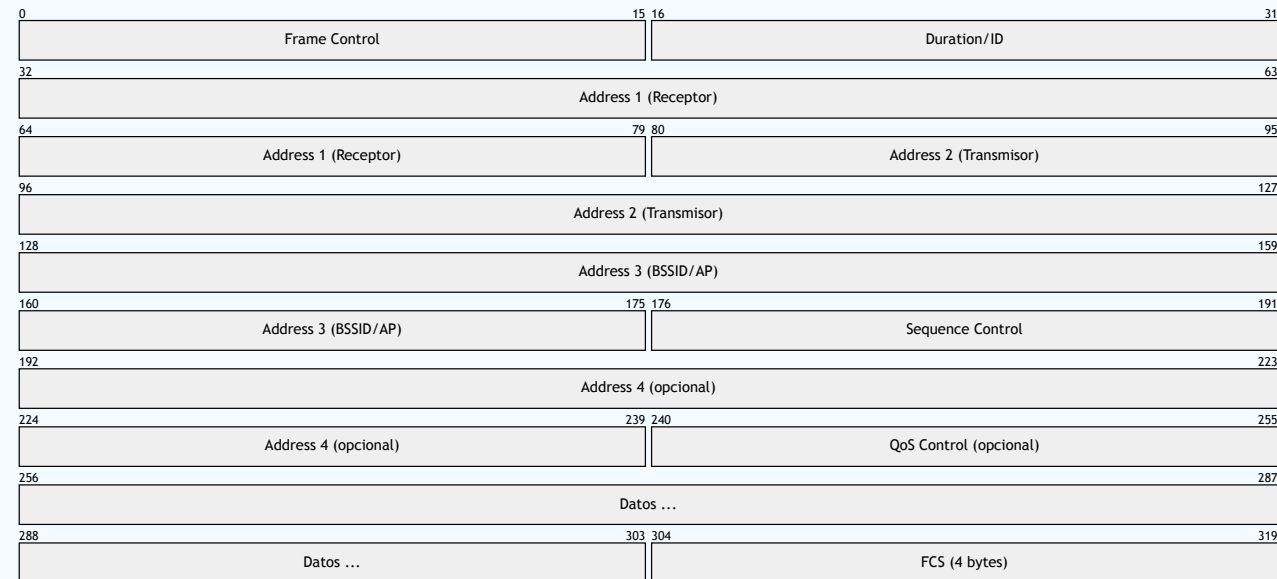 0 15 16 31
Frame Control Duration/ID
32 63
Address 1 (Receptor)
64 79 80 95
Address 1 (Receptor) Address 2 (Transmisor)
96 127
Address 2 (Transmisor)
128 159
Address 3 (BSSID/AP)
160 175 176 191
Address 3 (BSSID/AP) Sequence Control
192 223
Address 4 (opcional)
224 239 240 255
Address 4 (opcional) QoS Control (opcional)
256 287
Datos ...
288 303 304 319
Datos ... FCS (4 bytes)